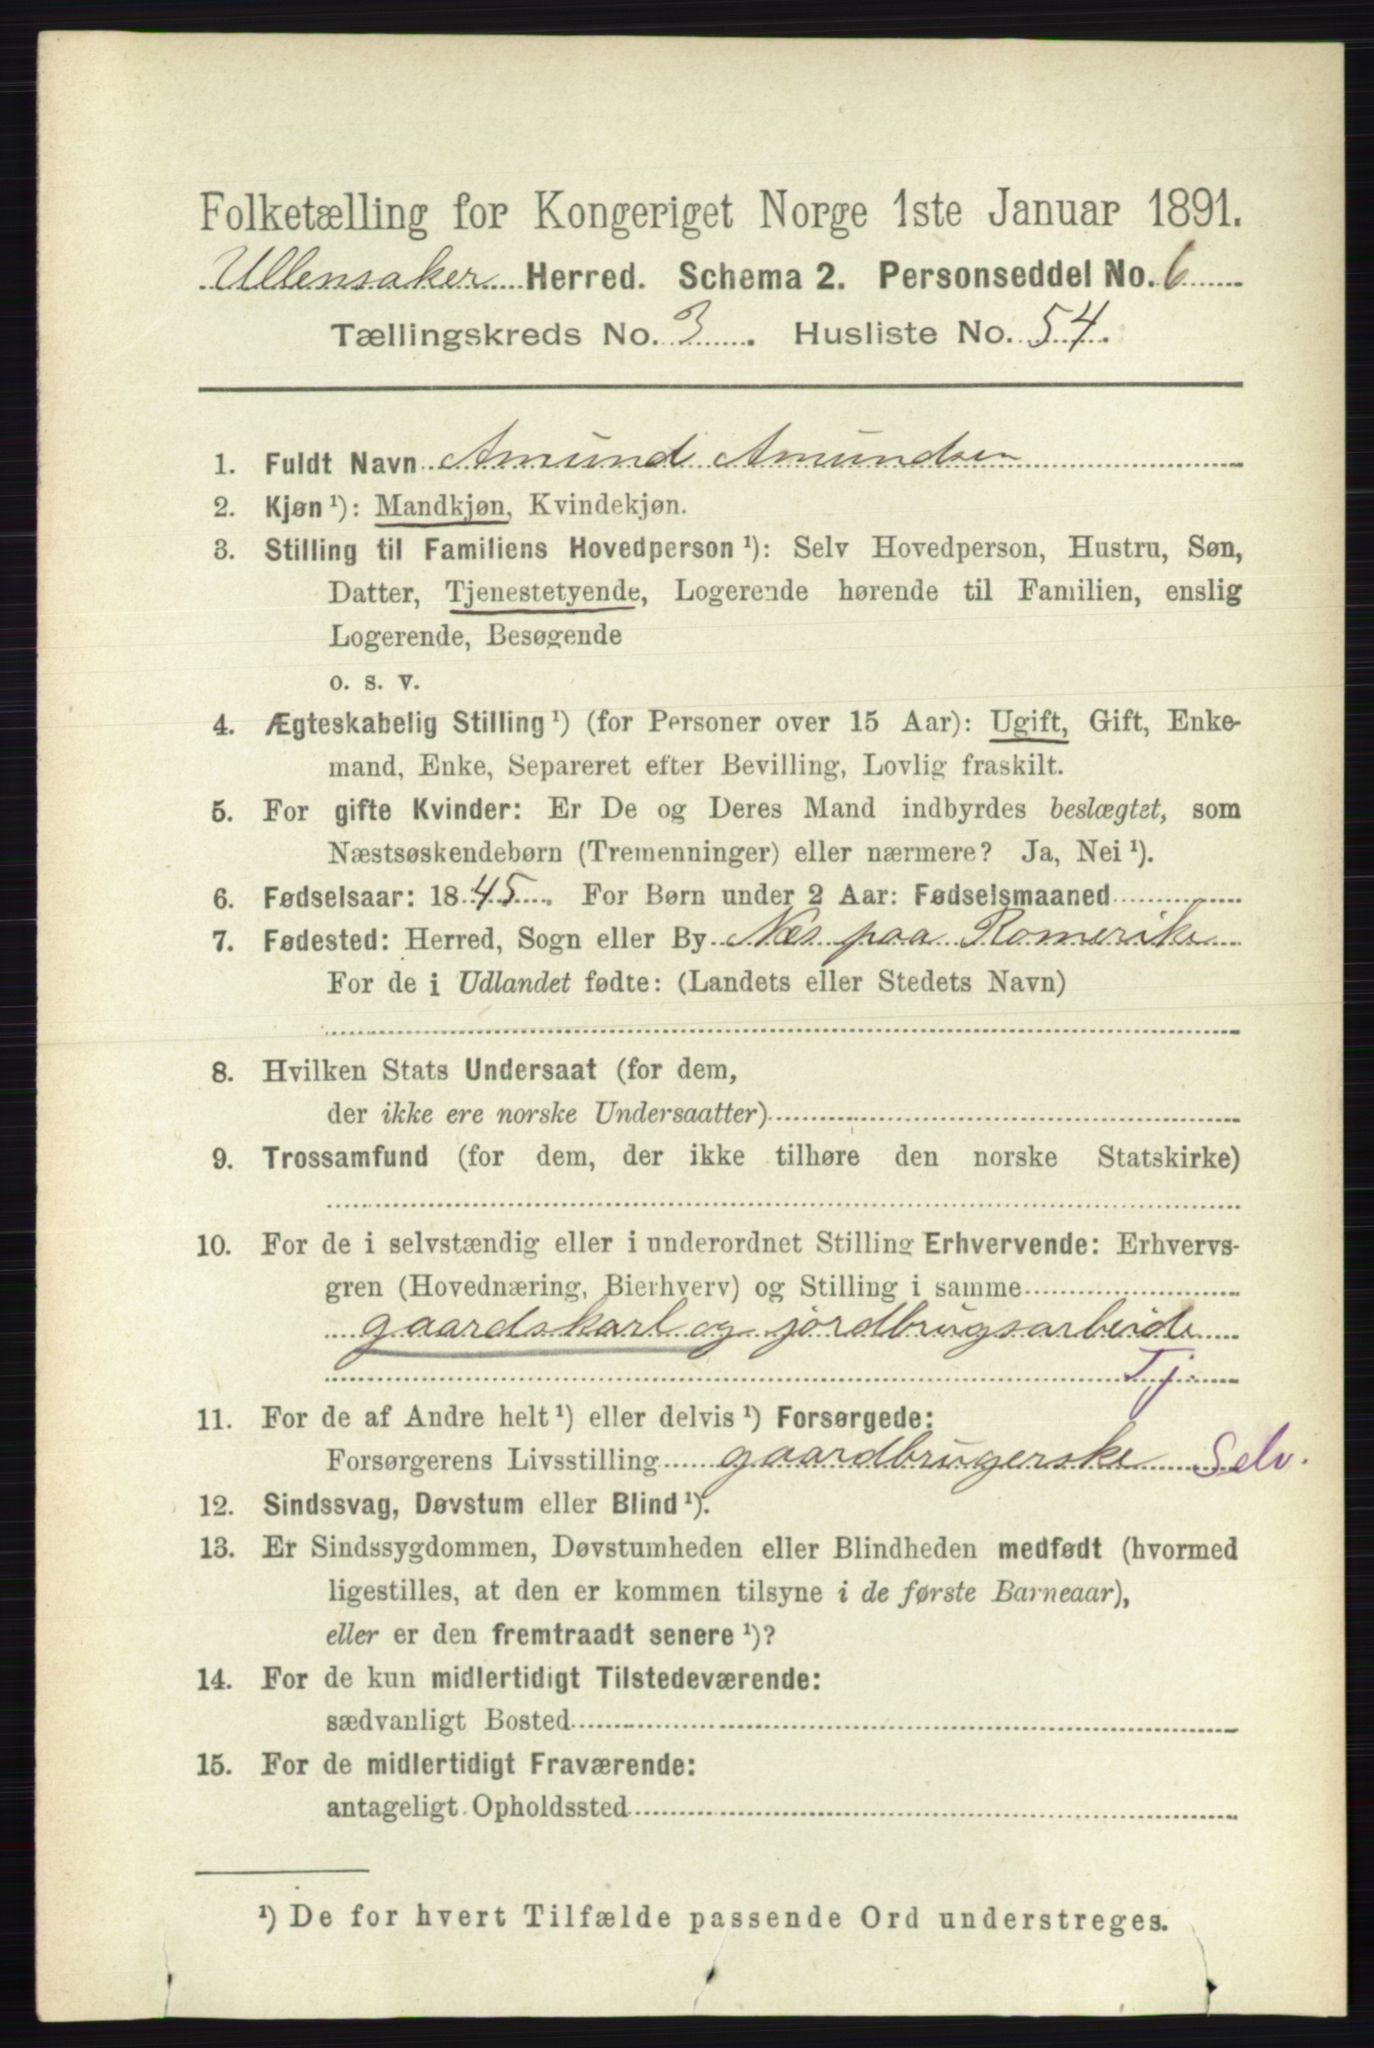 Folketælling for Kongeriget Norge 1ste Januar 1891.
Ullensaker Herred. Schema 2. Personseddel No. 6
Tællingskreds No. 3 Husliste No. 54.
1. Fuldt Navn Amund Amundsen
2. Kjøn ¹): Mandkjøn, Kvindekjøn.
3. Stilling til Familiens Hovedperson ¹): Selv Hovedperson, Hustru, Søn,
Datter, Tjenestetyende, Logerende hørende til Familien, enslig
Logerende, Besøgende
o. s. v.
4. Ægteskabelig Stilling ¹) (for Personer over 15 Aar): Ugift, Gift, Enke-
mand, Enke, Separeret efter Bevilling, Lovlig fraskilt.
5. For gifte Kvinder: Er De og Deres Mand indbyrdes beslægtet, som
Næstsøskendebørn (Tremenninger) eller nærmere? Ja, Nei ¹).
6. Fødselsaar: 1845. For Børn under 2 Aar: Fødselsmaaned
7. Fødested: Herred, Sogn eller By Nes paa Romerike
For de i Udlandet fødte: (Landets eller Stedets Navn)
8. Hvilken Stats Undersaat (for dem,
der ikke ere norske Undersaatter)
9. Trossamfund (for dem, der ikke tilhøre den norske Statskirke)
10. For de i selvstændig eller i underordnet Stilling Erhvervende: Erhvervs-
gren (Hovednæring, Bierhverv) og Stilling i samme
gaardskarl og jordbrugsarbeide
Tj.
11. For de af Andre helt ¹) eller delvis ¹) Forsørgede:
Forsørgerens Livsstilling gaardbrugerske Selv.
12. Sindssvag, Døvstum eller Blind ¹).
13. Er Sindssygdommen, Døvstumheden eller Blindheden medfødt (hvormed
ligestilles, at den er kommen tilsyne i de første Barneaar),
eller er den fremtraadt senere ¹)?
14. For de kun midlertidigt Tilstedeværende:
sædvanligt Bosted
15. For de midlertidigt Fraværende:
antageligt Opholdssted
¹) De for hvert Tilfælde passende Ord understreges.